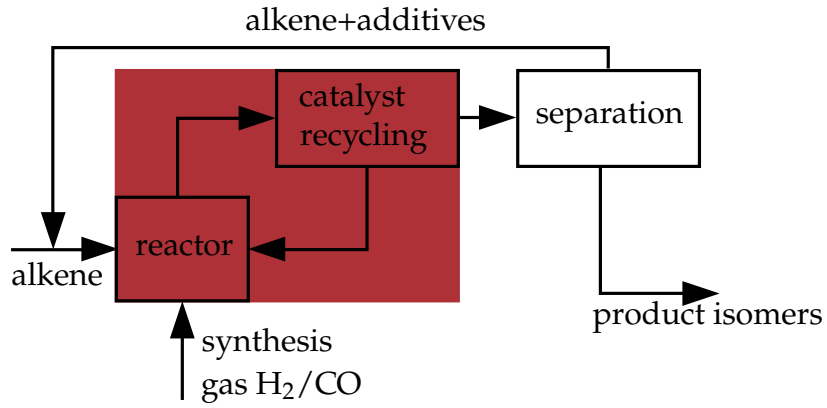 alkene+additives
catalyst
recycling
separation
reactor
alkene
product isomers
synthesis
gas H₂/CO